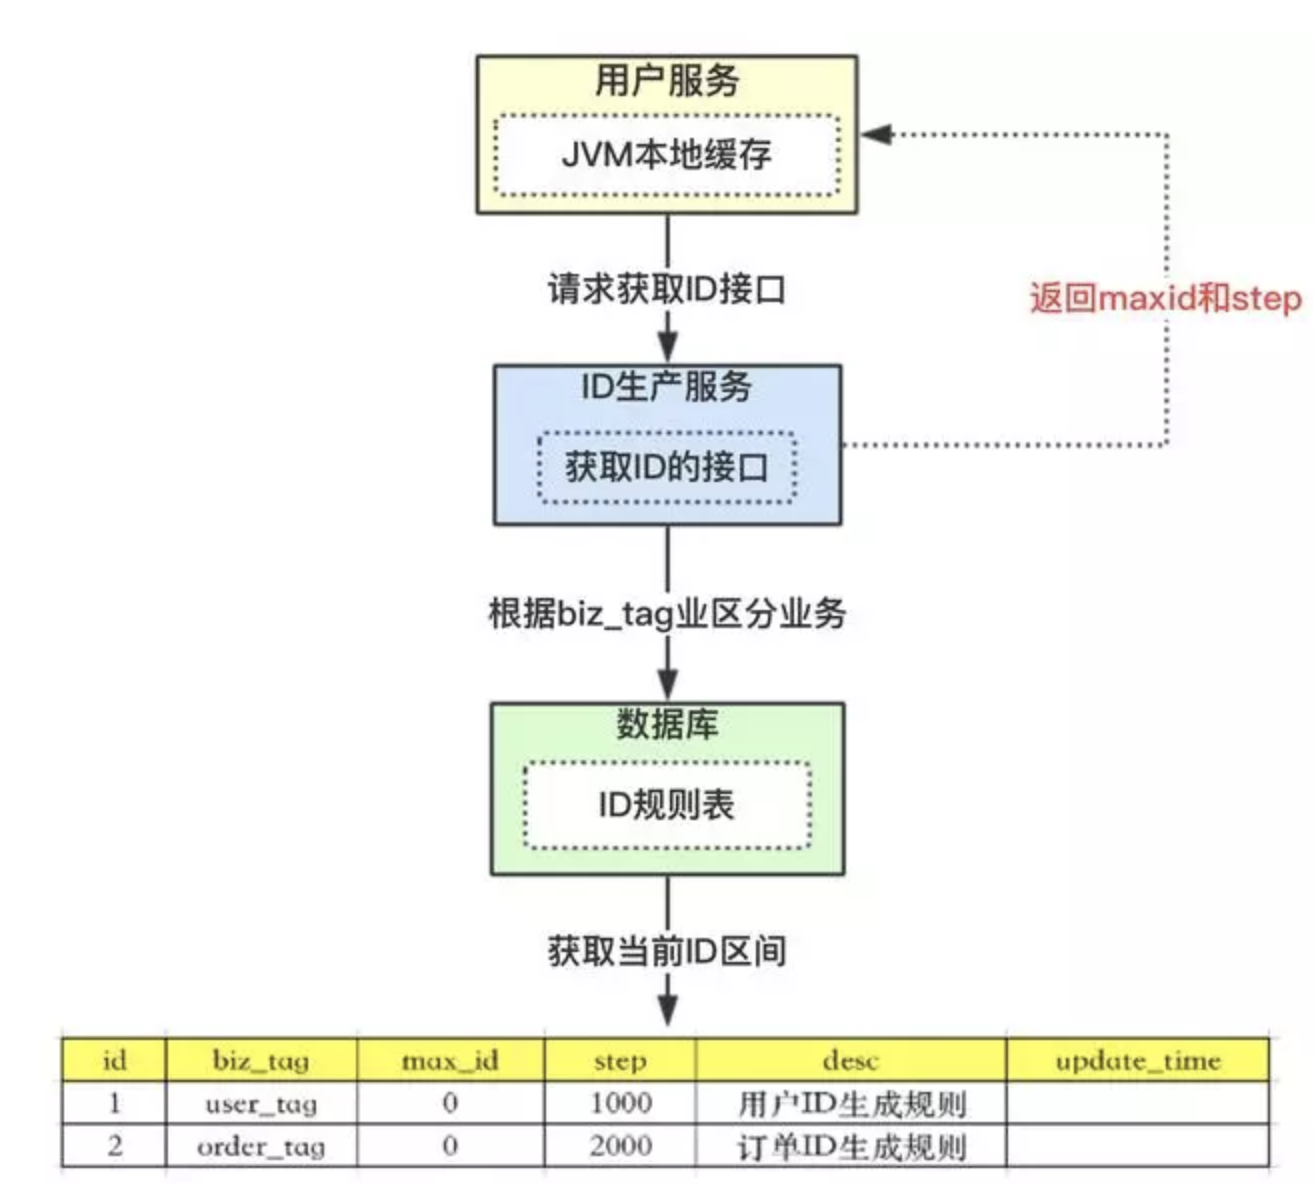 用户服务
JVM本地缓存
请求获取ID接口
返回maxid和step
ID生产服务
获取ID的接口
根据biz_tag业区分业务
数据库
ID规则表
获取当前ID区间
id biz_tag max_id step desc update_time
1 user_tag 0 1000 用户ID生成规则
2 order_tag 0 2000 订单ID生成规则